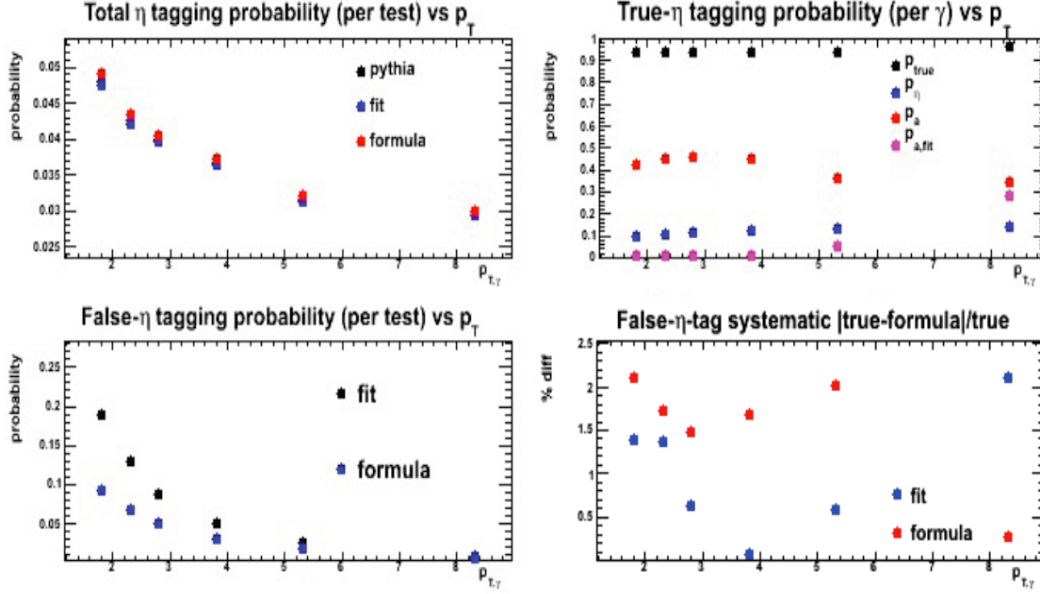 Total η tagging probability (per test) vs p_T
probability
0.05
0.045
0.04
0.035
0.03
0.025
pythia
fit
formula
2 3 4 5 6 7 8
p_T,γ
True-η tagging probability (per γ) vs p_T
probability
1
0.9
0.8
0.7
0.6
0.5
0.4
0.3
0.2
0.1
0
p_true
p_η
p_a
p_a,fit
2 3 4 5 6 7 8
p_T,γ
False-η tagging probability (per test) vs p_T
probability
0.25
0.2
0.15
0.1
0.05
fit
formula
2 3 4 5 6 7 8
p_T,γ
False-η-tag systematic |true-formula|/true
% diff
2.5
2
1.5
1
0.5
fit
formula
2 3 4 5 6 7 8
p_T,γ